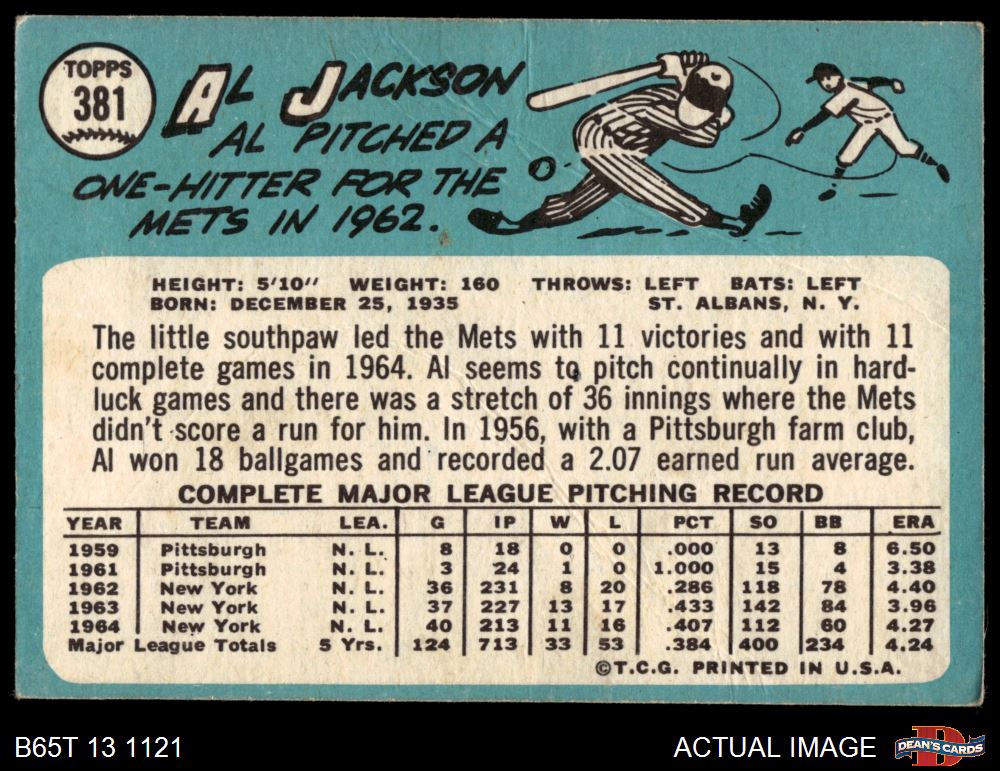 TOPPS
381
AL JACKSON
AL PITCHED A
ONE-HITTER FOR THE
METS IN 1962.
HEIGHT: 5'10" WEIGHT: 160 THROWS: LEFT BATS: LEFT
BORN: DECEMBER 25, 1935 ST. ALBANS, N. Y.
The little southpaw led the Mets with 11 victories and with 11
complete games in 1964. Al seems to pitch continually in hard-
luck games and there was a stretch of 36 innings where the Mets
didn't score a run for him. In 1956, with a Pittsburgh farm club,
Al won 18 ballgames and recorded a 2.07 earned run average.
COMPLETE MAJOR LEAGUE PITCHING RECORD
YEAR TEAM LEA. G IP W L PCT SO BB ERA
1959 Pittsburgh N. L. 8 18 0 0 .000 13 8 6.50
1961 Pittsburgh N. L. 3 24 1 0 1.000 15 4 3.38
1962 New York N. L. 36 231 8 20 .286 118 78 4.40
1963 New York N. L. 37 227 13 17 .433 142 84 3.96
1964 New York N. L. 40 213 11 16 .407 112 60 4.27
Major League Totals 5 Yrs. 124 713 33 53 .384 400 234 4.24
©T.C.G. PRINTED IN U.S.A.
B65T 13 1121 ACTUAL IMAGE DEAN'S CARDS